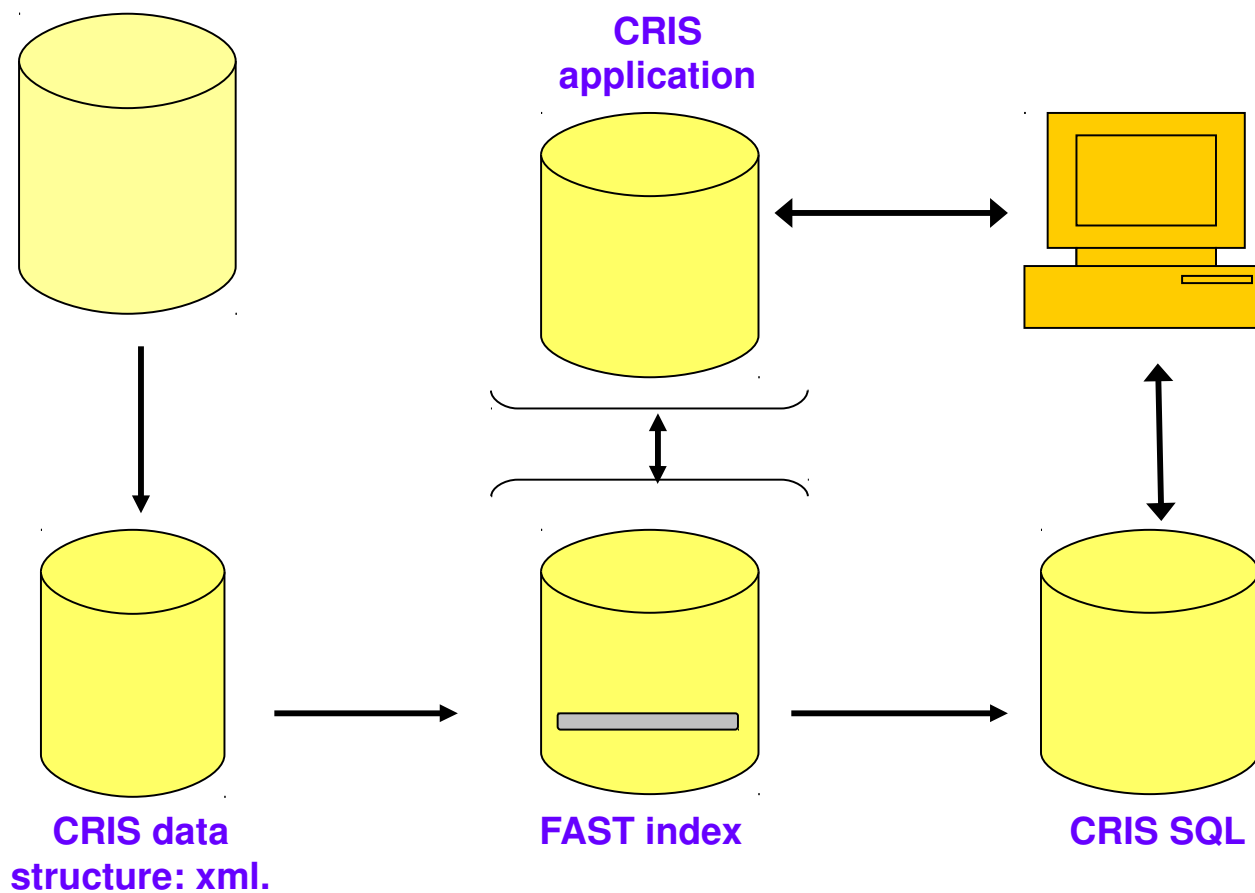 CRIS
application
CRIS data
structure: xml.
FAST index
CRIS SQL